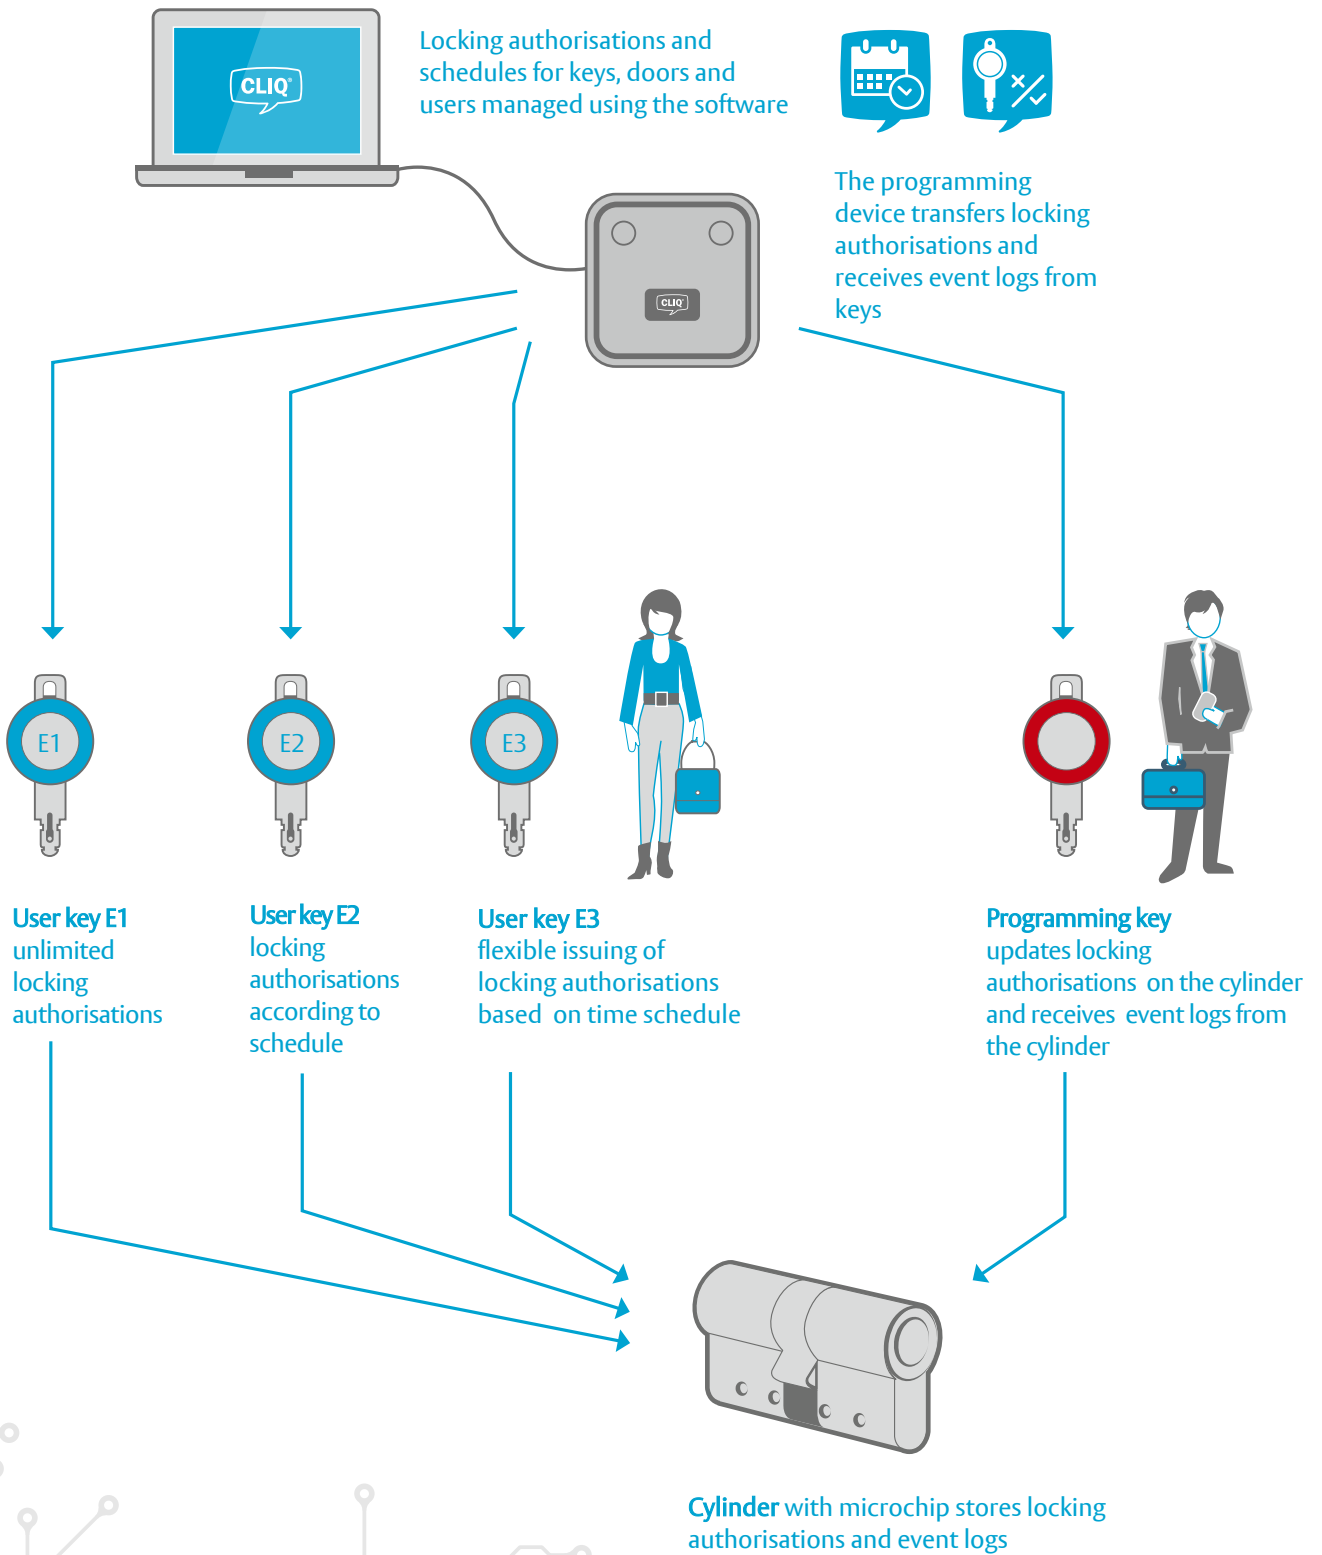 CLIQ®
Locking authorisations and
schedules for keys, doors and
users managed using the software
The programming
device transfers locking
authorisations and
receives event logs from
keys
CLIQ®
E1
E2
E3
User key E1
unlimited
locking
authorisations
User key E2
locking
authorisations
according to
schedule
User key E3
flexible issuing of
locking authorisations
based on time schedule
Programming key
updates locking
authorisations on the cylinder
and receives event logs from
the cylinder
Cylinder with microchip stores locking
authorisations and event logs